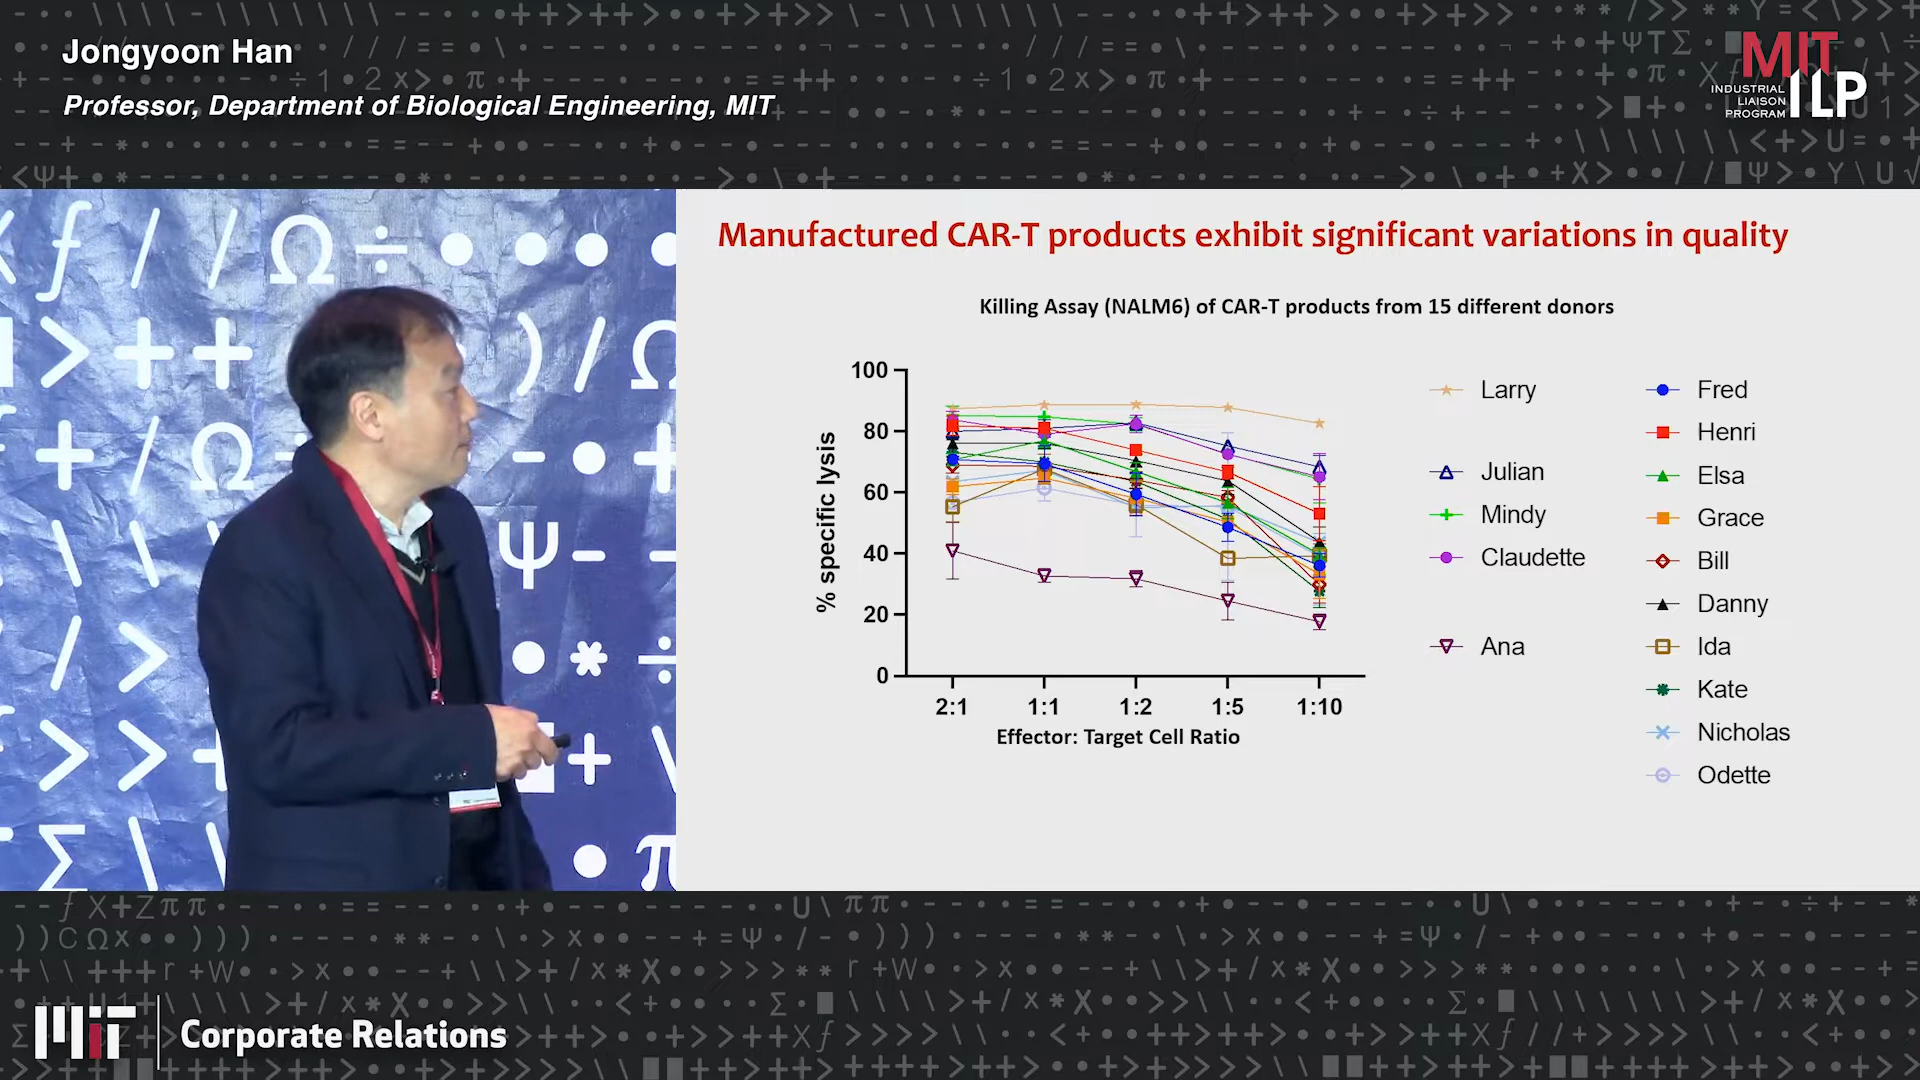 Jongyoon Han
Professor, Department of Biological Engineering, MIT
MIT
INDUSTRIAL
LIAISON
PROGRAM
ILP
Manufactured CAR-T products exhibit significant variations in quality
Killing Assay (NALM6) of CAR-T products from 15 different donors
% specific lysis
100
80
60
40
20
0
2:1 1:1 1:2 1:5 1:10
Effector: Target Cell Ratio
Larry
Julian
Mindy
Claudette
Ana
Fred
Henri
Elsa
Grace
Bill
Danny
Ida
Kate
Nicholas
Odette
MIT
Corporate Relations